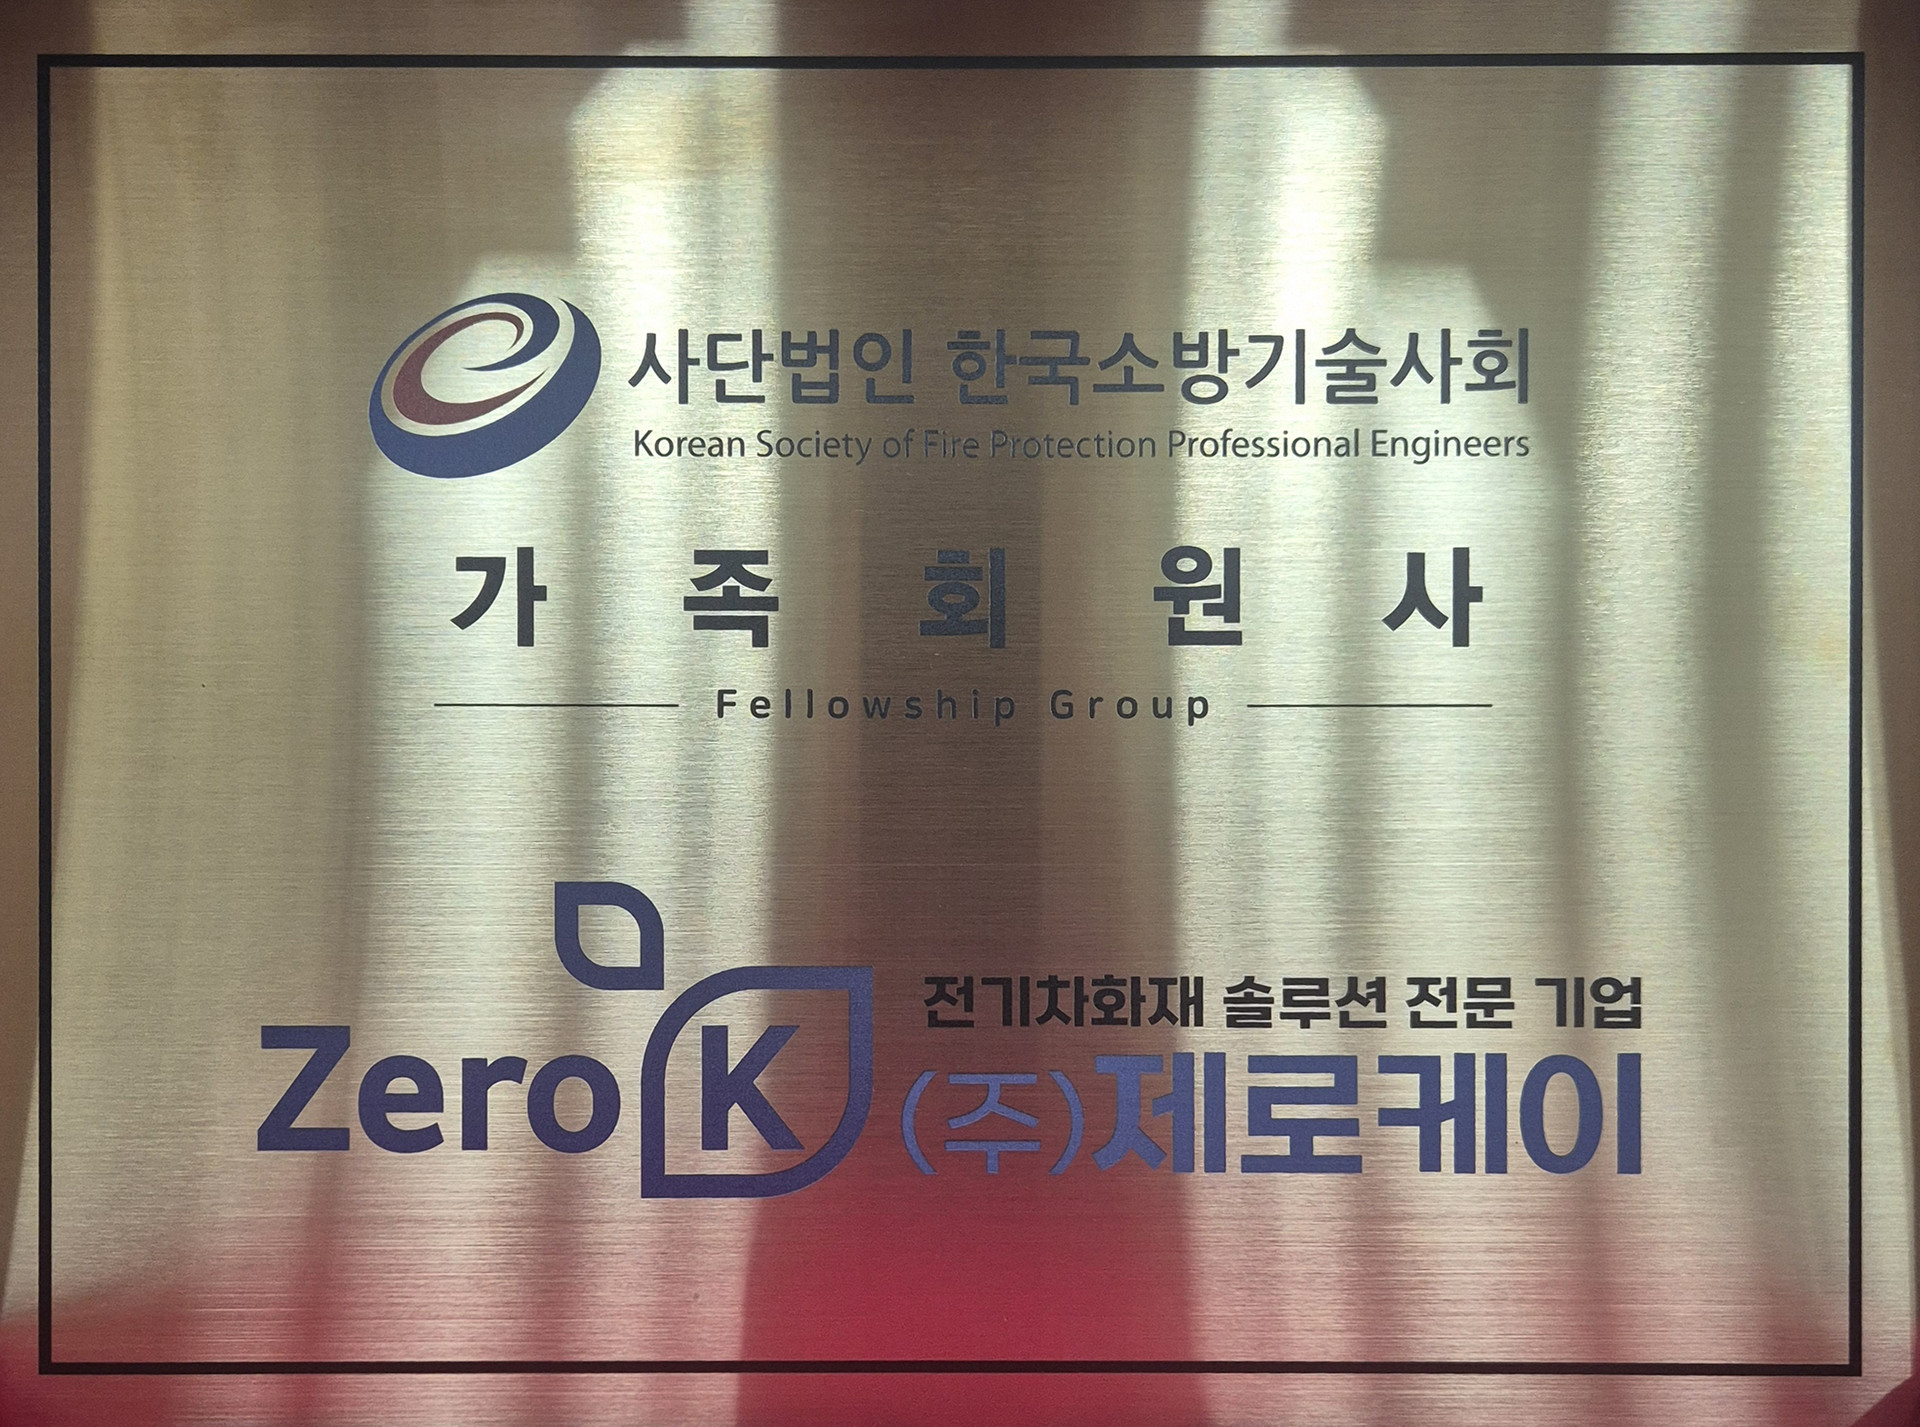 사단법인 한국소방기술사회
Korean Society of Fire Protection Professional Engineers
가 족 회 원 사
Fellowship Group
Zero K
전기차화재 솔루션 전문 기업
(주)제로케이